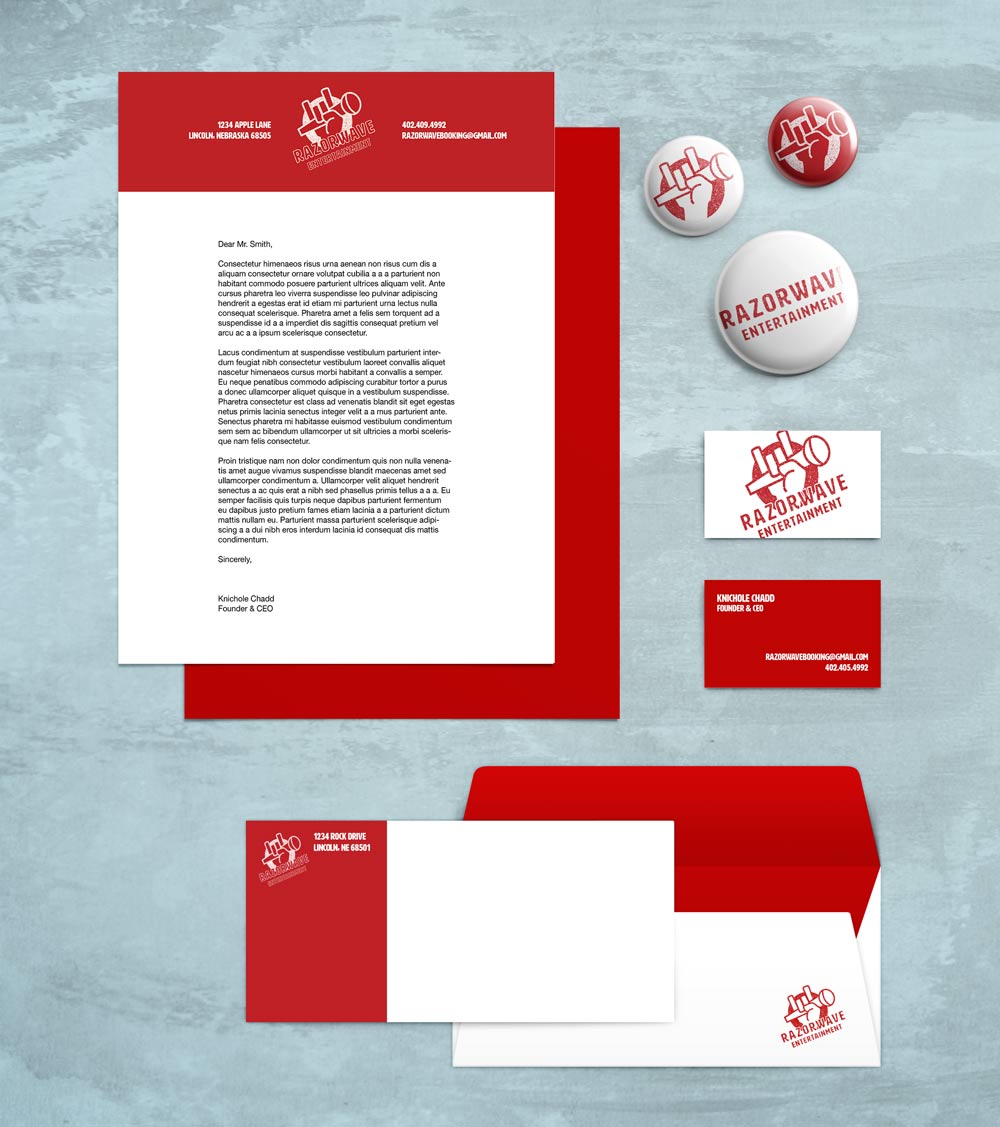 1234 APPLE LANE
LINCOLN, NEBRASKA 68505
RAZORWAVE
ENTERTAINMENT
402.409.4992
RAZORWAVEBOOKING@GMAIL.COM
Dear Mr. Smith,
Consectetur himenaeos risus urna aenean non risus cum dis a
aliquam consectetur ornare volutpat cubilia a a a parturient non
habitant commodo posuere parturient ultrices aliquam velit. Ante
cursus pharetra leo viverra suspendisse leo pulvinar adipiscing
hendrerit a egestas erat id etiam mi parturient urna lectus nulla
consequat scelerisque. Pharetra amet a felis sem torquent ad a
suspendisse id a a imperdiet dis sagittis consequat pretium vel
arcu ac a a ipsum scelerisque consectetur.
Lacus condimentum at suspendisse vestibulum parturient inter-
dum feugiat nibh consectetur vestibulum laoreet convallis aliquet
nascetur himenaeos cursus morbi habitant a convallis a semper.
Eu neque penatibus commodo adipiscing curabitur tortor a purus
a donec ullamcorper aliquet quisque in a vestibulum suspendisse.
Pharetra consectetur est class ad venenatis blandit sit eget egestas
netus primis lacinia senectus integer velit a a mus parturient ante.
Senectus pharetra mi habitasse euismod vestibulum condimentum
sem sem ac bibendum ullamcorper ut sit ultricies a morbi sceleris-
que nam felis consectetur.
Proin tristique nam non dolor condimentum quis non nulla venena-
tis amet augue vivamus suspendisse blandit maecenas amet sed
ullamcorper condimentum a. Ullamcorper velit aliquet hendrerit
senectus a ac quis erat a nibh sed phasellus primis tellus a a a. Eu
semper facilisis quis turpis neque dapibus parturient fermentum
eu dapibus justo pretium fames etiam lacinia a a parturient dictum
mattis nullam eu. Parturient massa parturient scelerisque adipi-
scing a a dui nibh eros interdum lacinia id consequat dis mattis
condimentum.
Sincerely,
Knichole Chadd
Founder & CEO
RAZORWAV
ENTERTAINMENT
RAZORWAVE
ENTERTAINMENT
KNICHOLE CHADD
FOUNDER & CEO
RAZORWAVEBOOKING@GMAIL.COM
402.405.4992
RAZORWAVE
ENTERTAINMENT
1234 ROCK DRIVE
LINCOLN, NE 68501
RAZORWAVE
ENTERTAINMENT